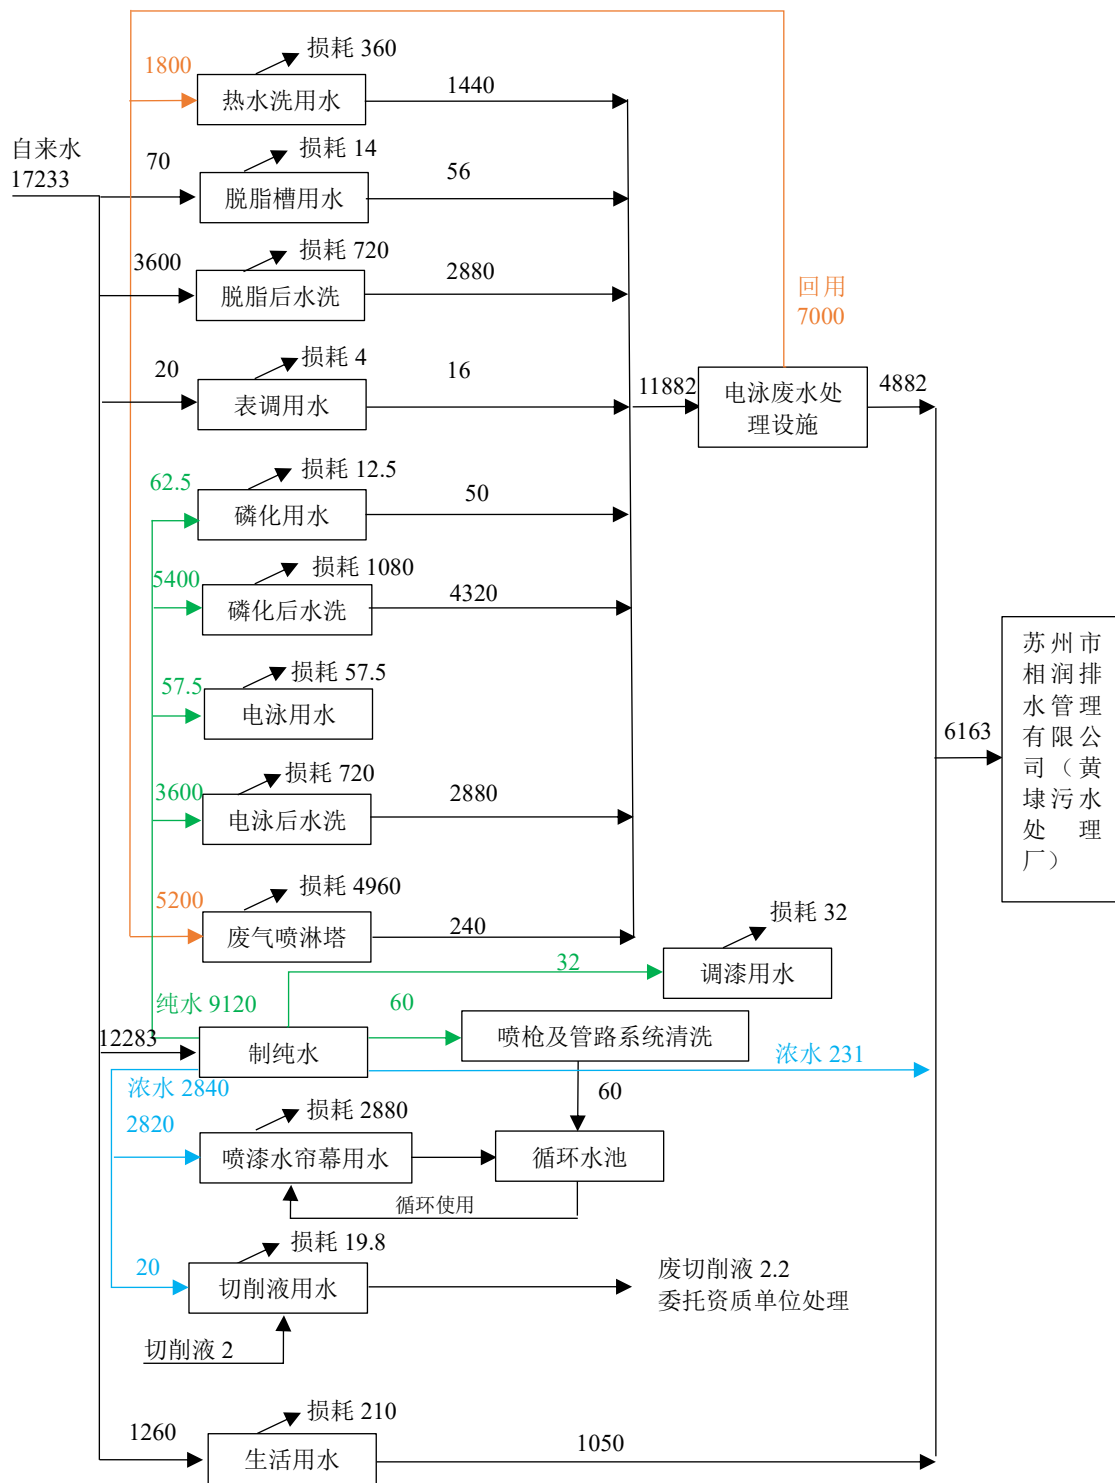 损耗 360
1800
热水洗用水
1440
自来水
17233
70
损耗 14
脱脂槽用水
56
3600
损耗 720
脱脂后水洗
2880
回用
7000
20
损耗 4
表调用水
16
11882
电泳废水处
理设施
4882
62.5
损耗 12.5
磷化用水
50
5400
损耗 1080
磷化后水洗
4320
57.5
损耗 57.5
电泳用水
苏州市
相润排
水管理
有限公
司（黄
埭污水
处理
厂）
6163
3600
损耗 720
电泳后水洗
2880
5200
损耗 4960
废气喷淋塔
240
损耗 32
32
调漆用水
纯水 9120
60
12283
制纯水
喷枪及管路系统清洗
浓水 231
浓水 2840
60
2820
损耗 2880
喷漆水帘幕用水
循环水池
循环使用
20
损耗 19.8
切削液用水
废切削液 2.2
委托资质单位处理
切削液 2
1260
损耗 210
生活用水
1050